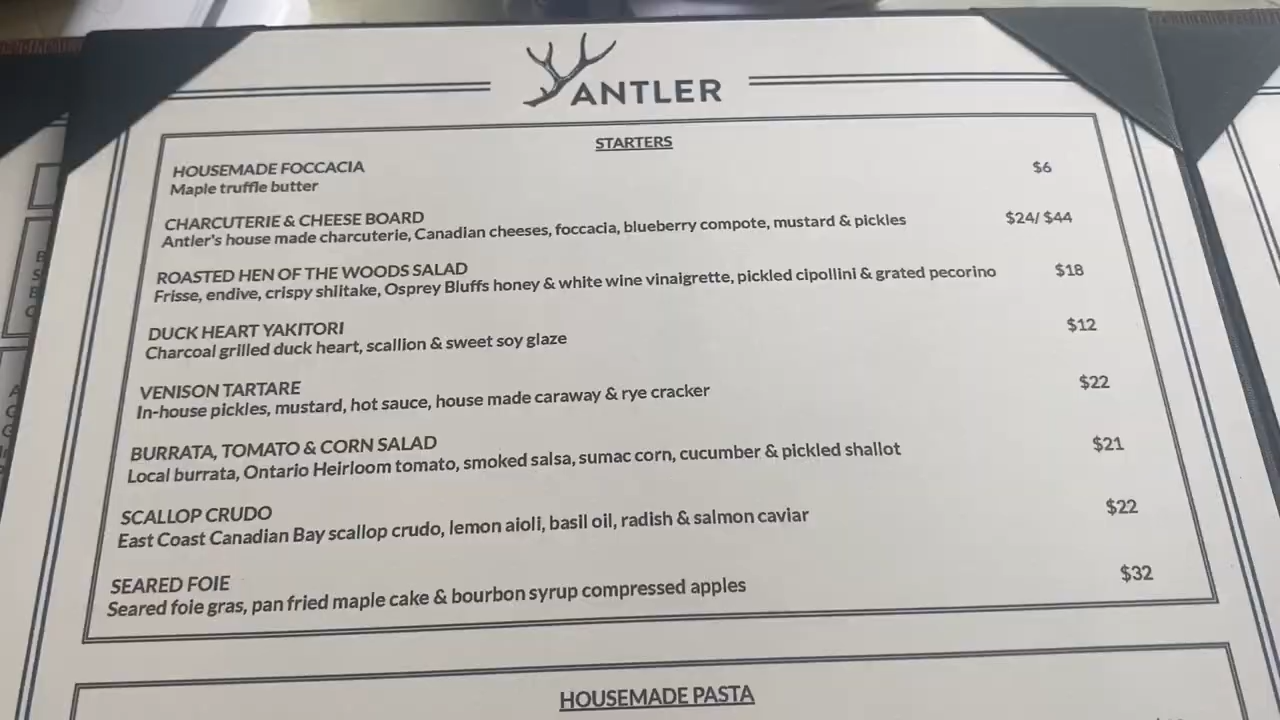 ANTLER
STARTERS
HOUSEMADE FOCCACIA $6
Maple truffle butter
CHARCUTERIE & CHEESE BOARD $24/ $44
Antler's house made charcuterie, Canadian cheeses, foccacia, blueberry compote, mustard & pickles
ROASTED HEN OF THE WOODS SALAD $18
Frisse, endive, crispy shiitake, Osprey Bluffs honey & white wine vinaigrette, pickled cipollini & grated pecorino
DUCK HEART YAKITORI $12
Charcoal grilled duck heart, scallion & sweet soy glaze
VENISON TARTARE $22
In-house pickles, mustard, hot sauce, house made caraway & rye cracker
BURRATA, TOMATO & CORN SALAD $21
Local burrata, Ontario Heirloom tomato, smoked salsa, sumac corn, cucumber & pickled shallot
SCALLOP CRUDO $22
East Coast Canadian Bay scallop crudo, lemon aioli, basil oil, radish & salmon caviar
SEARED FOIE $32
Seared foie gras, pan fried maple cake & bourbon syrup compressed apples
HOUSEMADE PASTA